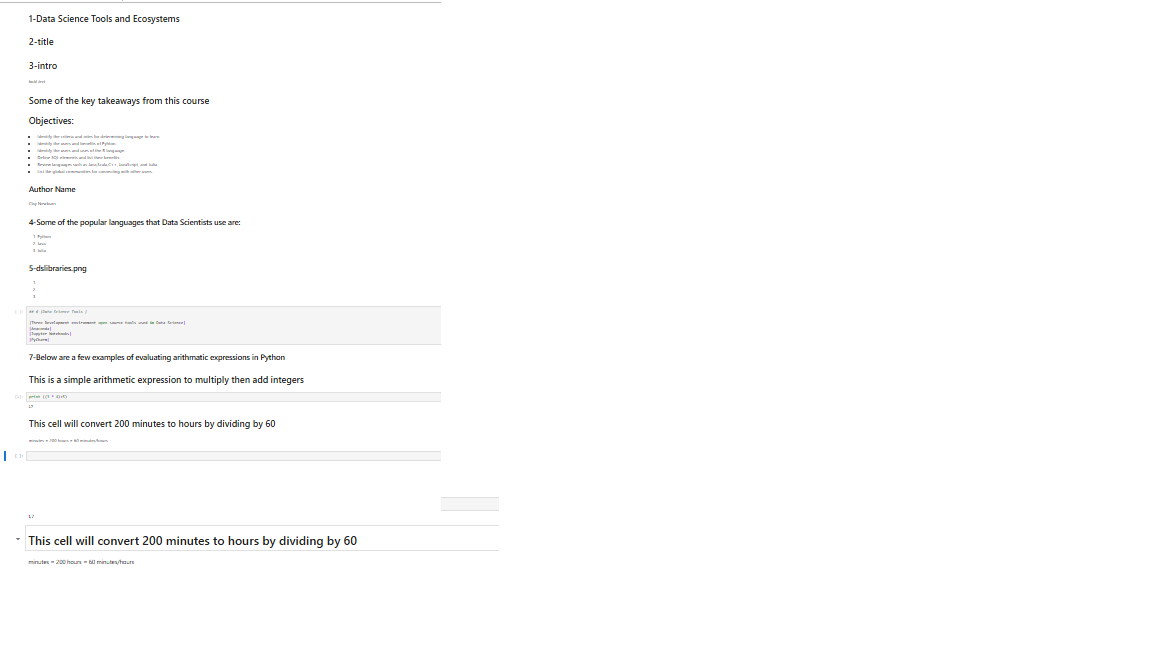 1-Data Science Tools and Ecosystems
2-title
3-intro
bold text
Some of the key takeaways from this course
Objectives:
Identify the criteria and roles for determining language to learn.
Identify the users and benefits of Python.
Identify the users and uses of the R language.
Define SQL elements and list their benefits.
Review languages such as Java,Scala,C++, JavaScript, and Julia.
List the global communities for connecting with other users.
Author Name
Clay Newborn
4-Some of the popular languages that Data Scientists use are:
1. Python
2. Java
3. Julia
5-dslibraries.png
1.
2.
3.
[ ]: ## 6 |Data Science Tools |
|Three Development environment open source tools used in Data Science|
|Anaconda|
|Jupyter Notebooks|
|PyCharm|
7-Below are a few examples of evaluating arithmatic expressions in Python
This is a simple arithmetic expression to multiply then add integers
print ((3 * 4)+5)
17
This cell will convert 200 minutes to hours by dividing by 60
minutes = 200 hours = 60 minutes/hours
[ ]:
17
This cell will convert 200 minutes to hours by dividing by 60
minutes = 200 hours = 60 minutes/hours